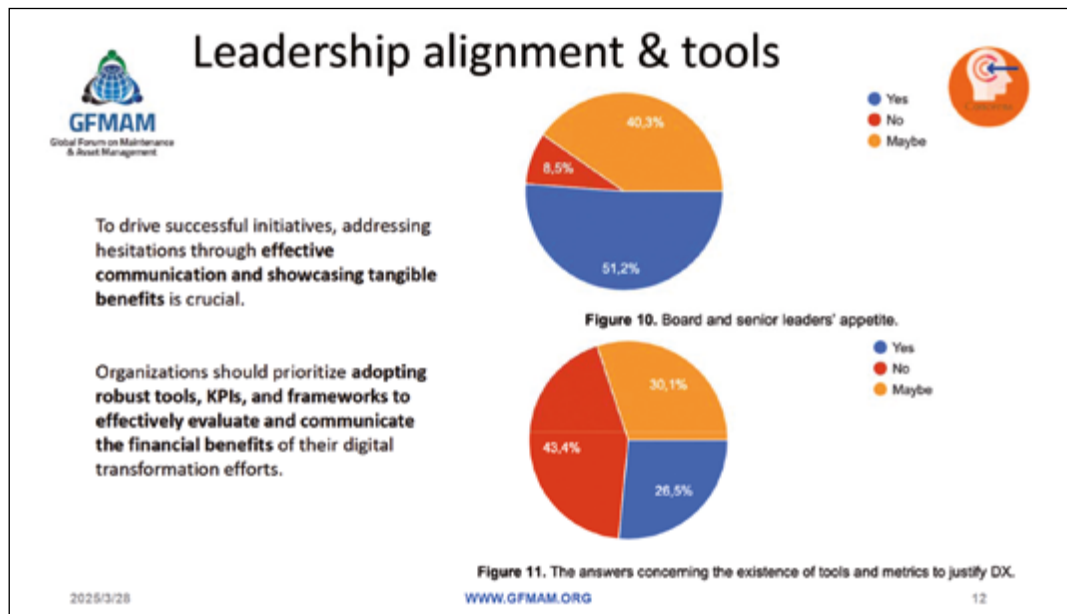 Leadership alignment & tools
GFMAM
Global Forum on Maintenance
& Asset Management
To drive successful initiatives, addressing
hesitations through effective
communication and showcasing tangible
benefits is crucial.
Organizations should prioritize adopting
robust tools, KPIs, and frameworks to
effectively evaluate and communicate
the financial benefits of their digital
transformation efforts.
40,3%
8,5%
51,2%
Yes
No
Maybe
Figure 10. Board and senior leaders' appetite.
30,1%
43,4%
26,5%
Yes
No
Maybe
Figure 11. The answers concerning the existence of tools and metrics to justify DX.
2025/3/28
WWW.GFMAM.ORG
12